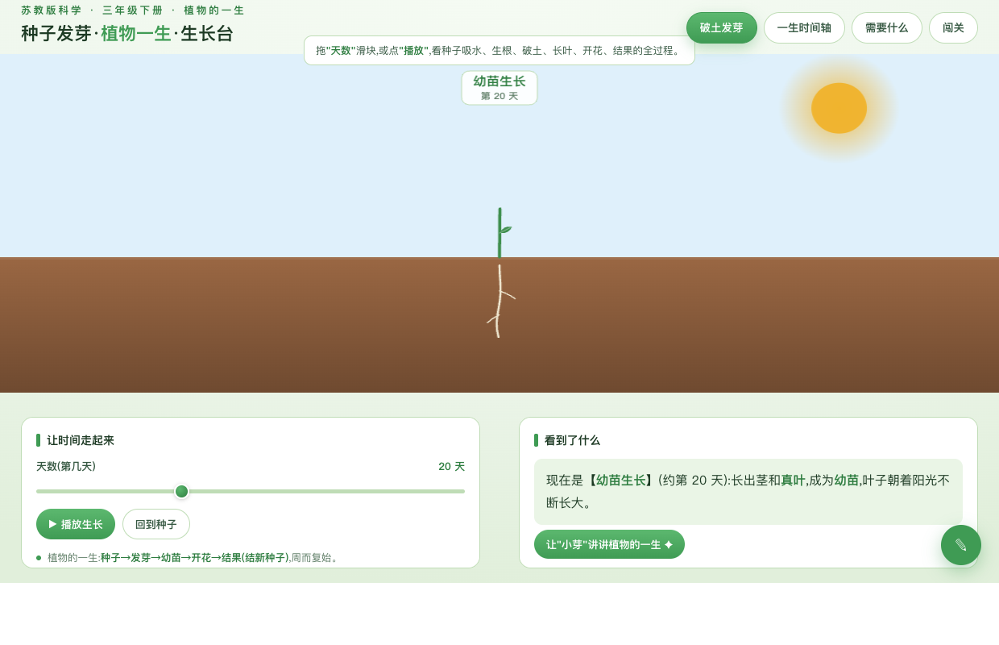 苏教版科学 · 三年级下册 · 植物的一生
种子发芽·植物一生·生长台
破土发芽
一生时间轴
需要什么
闯关
拖"天数"滑块,或点"播放",看种子吸水、生根、破土、长叶、开花、结果的全过程。
幼苗生长
第 20 天
让时间走起来
天数(第几天)
20 天
▶ 播放生长
回到种子
植物的一生:种子→发芽→幼苗→开花→结果(结新种子),周而复始。
看到了什么
现在是【幼苗生长】(约第 20 天):长出茎和真叶,成为幼苗,叶子朝着阳光不
断长大。
让"小芽"讲讲植物的一生 ✦